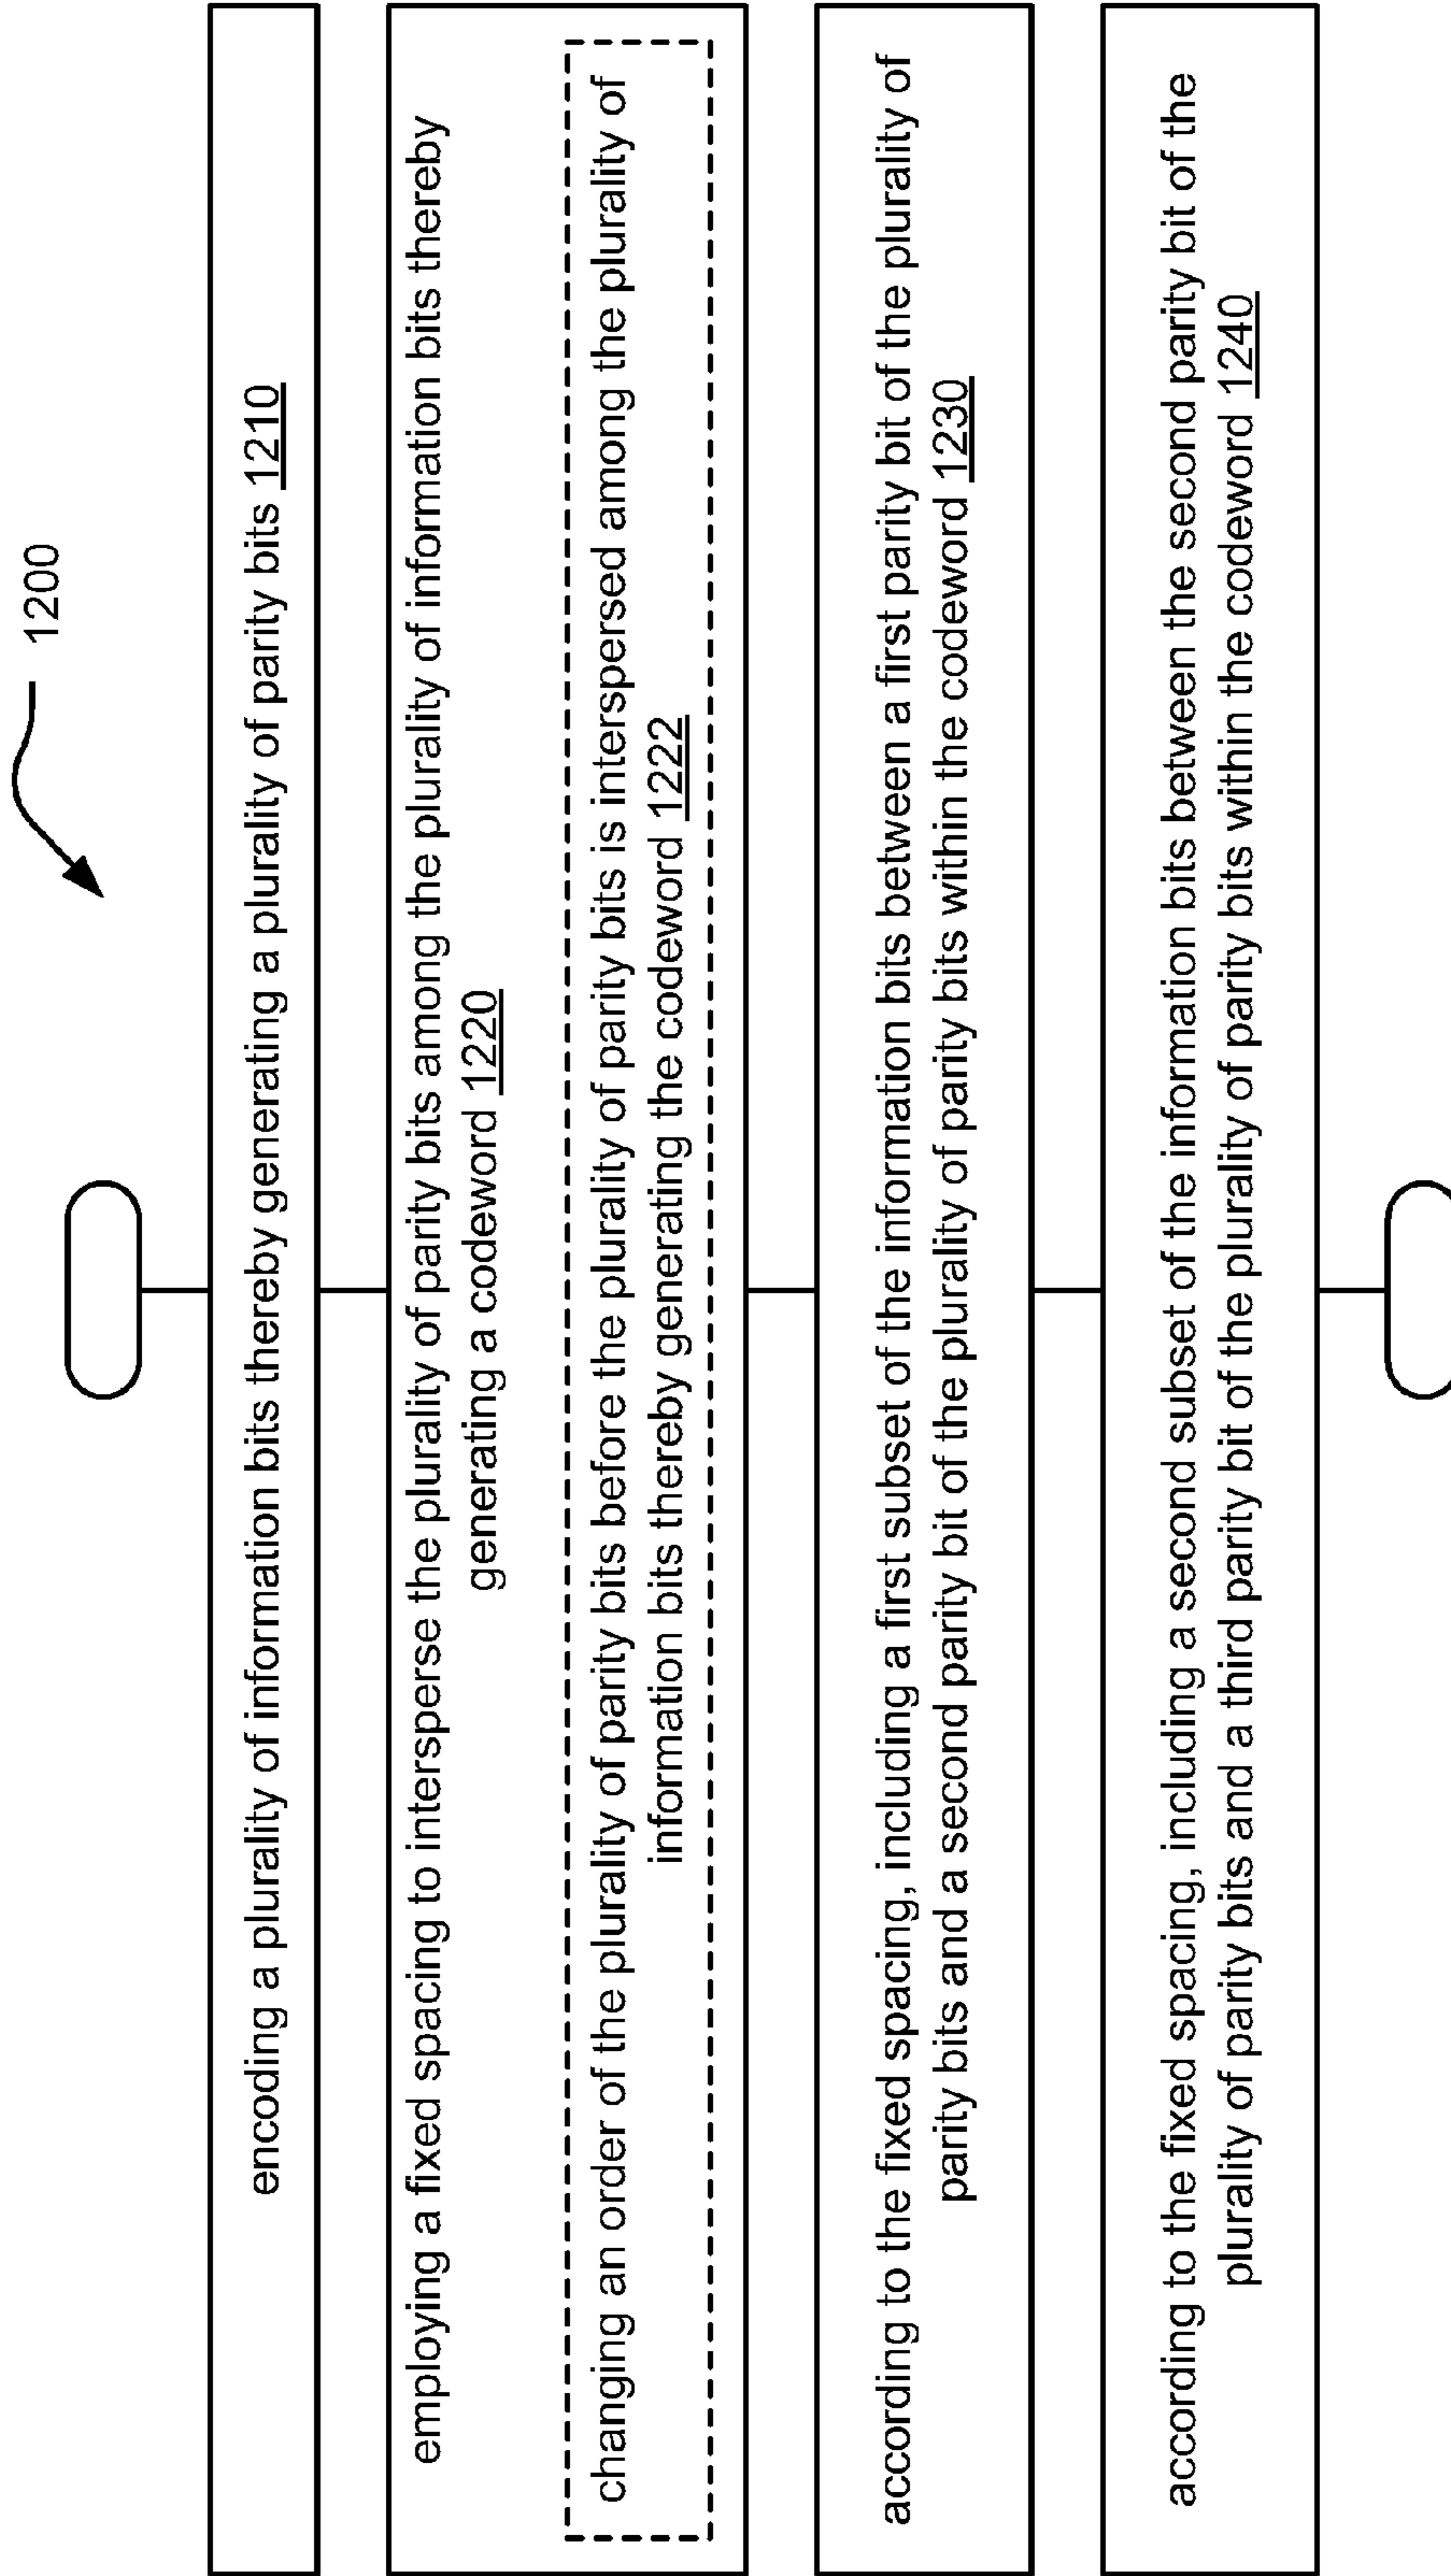 1200
encoding a plurality of information bits thereby generating a plurality of parity bits 1210
employing a fixed spacing to intersperse the plurality of parity bits among the plurality of information bits thereby
generating a codeword 1220
changing an order of the plurality of parity bits before the plurality of parity bits is interspersed among the plurality of
information bits thereby generating the codeword 1222
according to the fixed spacing, including a first subset of the information bits between a first parity bit of the plurality of
parity bits and a second parity bit of the plurality of parity bits within the codeword 1230
according to the fixed spacing, including a second subset of the information bits between the second parity bit of the
plurality of parity bits and a third parity bit of the plurality of parity bits within the codeword 1240